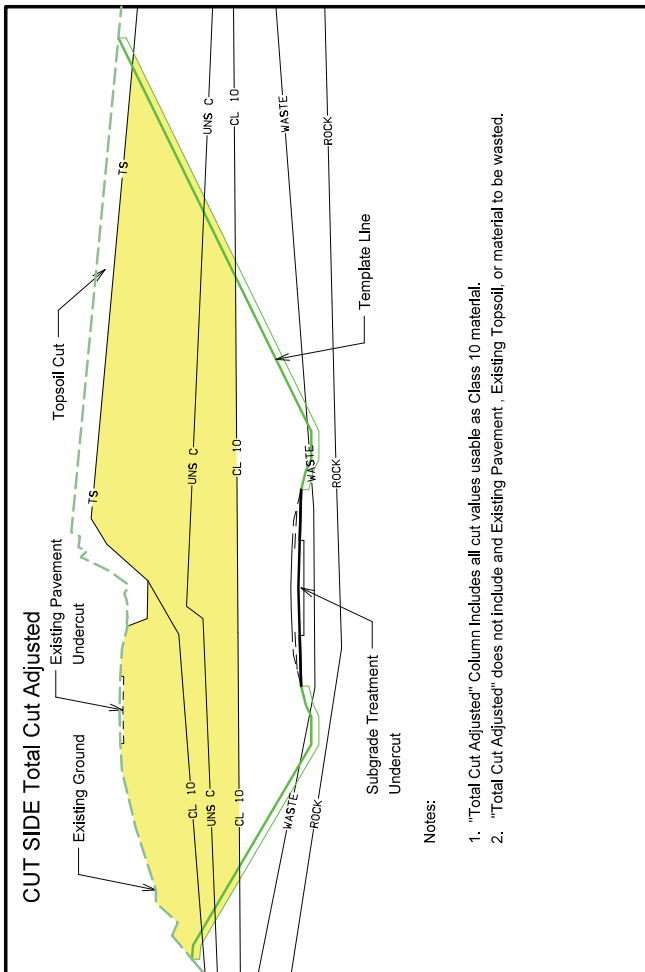 CUT SIDE Total Cut Adjusted
Existing Ground
Existing Pavement
Undercut
Topsoil Cut
TS
TS
CL 10
UNS C
UNS C
UNS C
CL 10
CL 10
CL 10
WASTE
WASTE
WASTE
ROCK
ROCK
ROCK
Template LIne
Subgrade Treatment
Undercut
Notes:
1. "Total Cut Adjusted" Column Includes all cut values usable as Class 10 material.
2. "Total Cut Adjusted" does not include and Existing Pavement , Existing Topsoil, or material to be wasted.